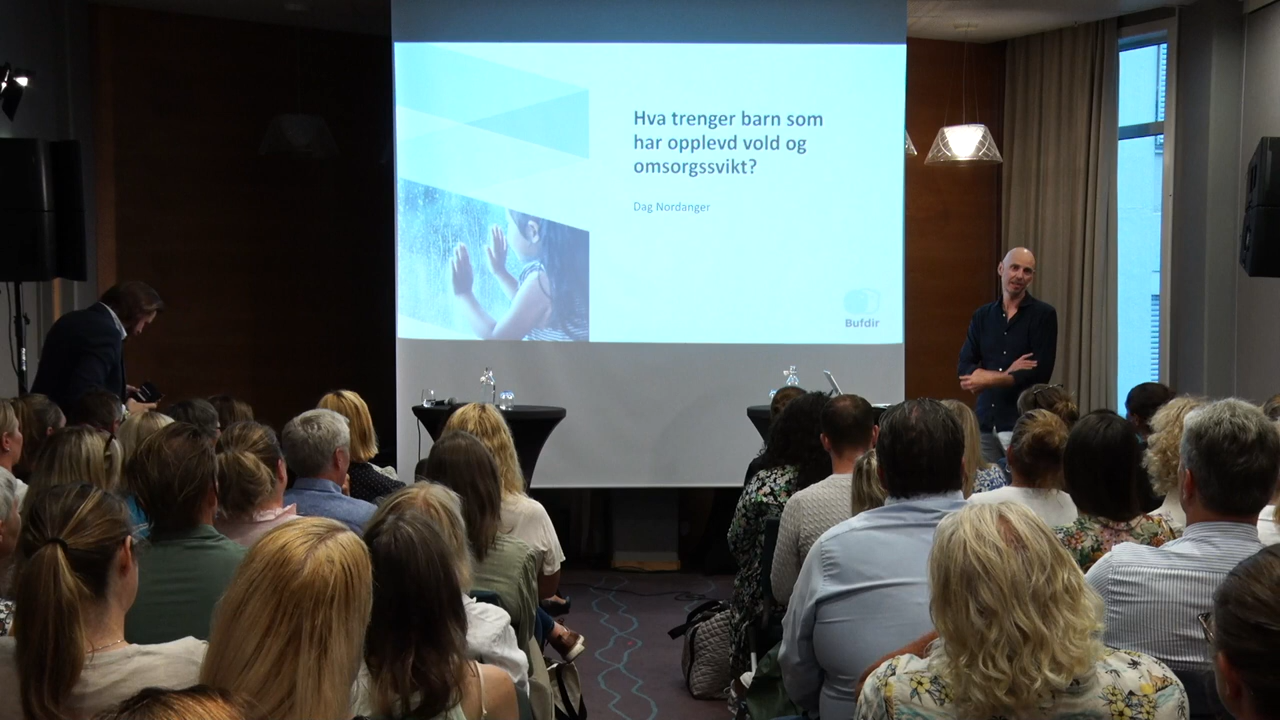 Hva trenger barn som
har opplevd vold og
omsorgssvikt?
Dag Nordanger
Bufdir